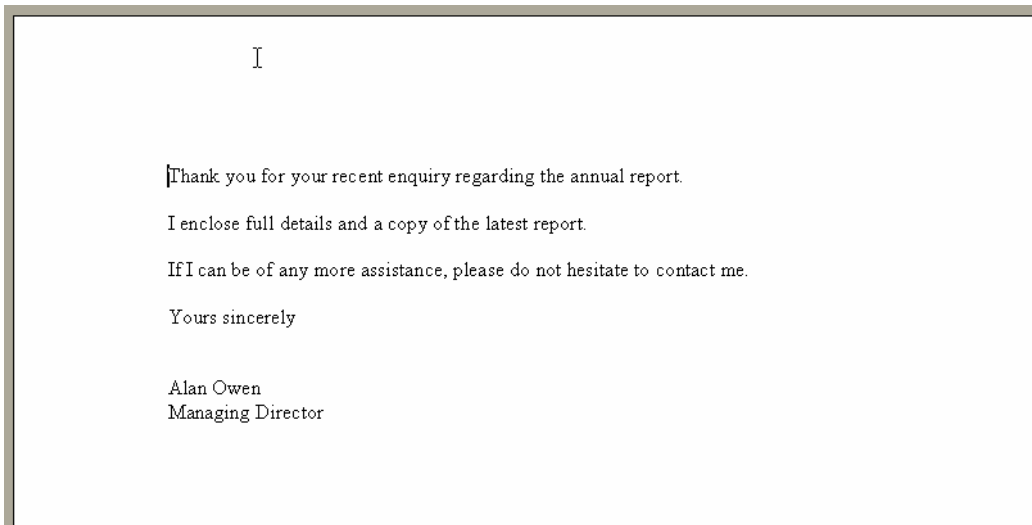 Thank you for your recent enquiry regarding the annual report.
I enclose full details and a copy of the latest report.
If I can be of any more assistance, please do not hesitate to contact me.
Yours sincerely
Alan Owen
Managing Director